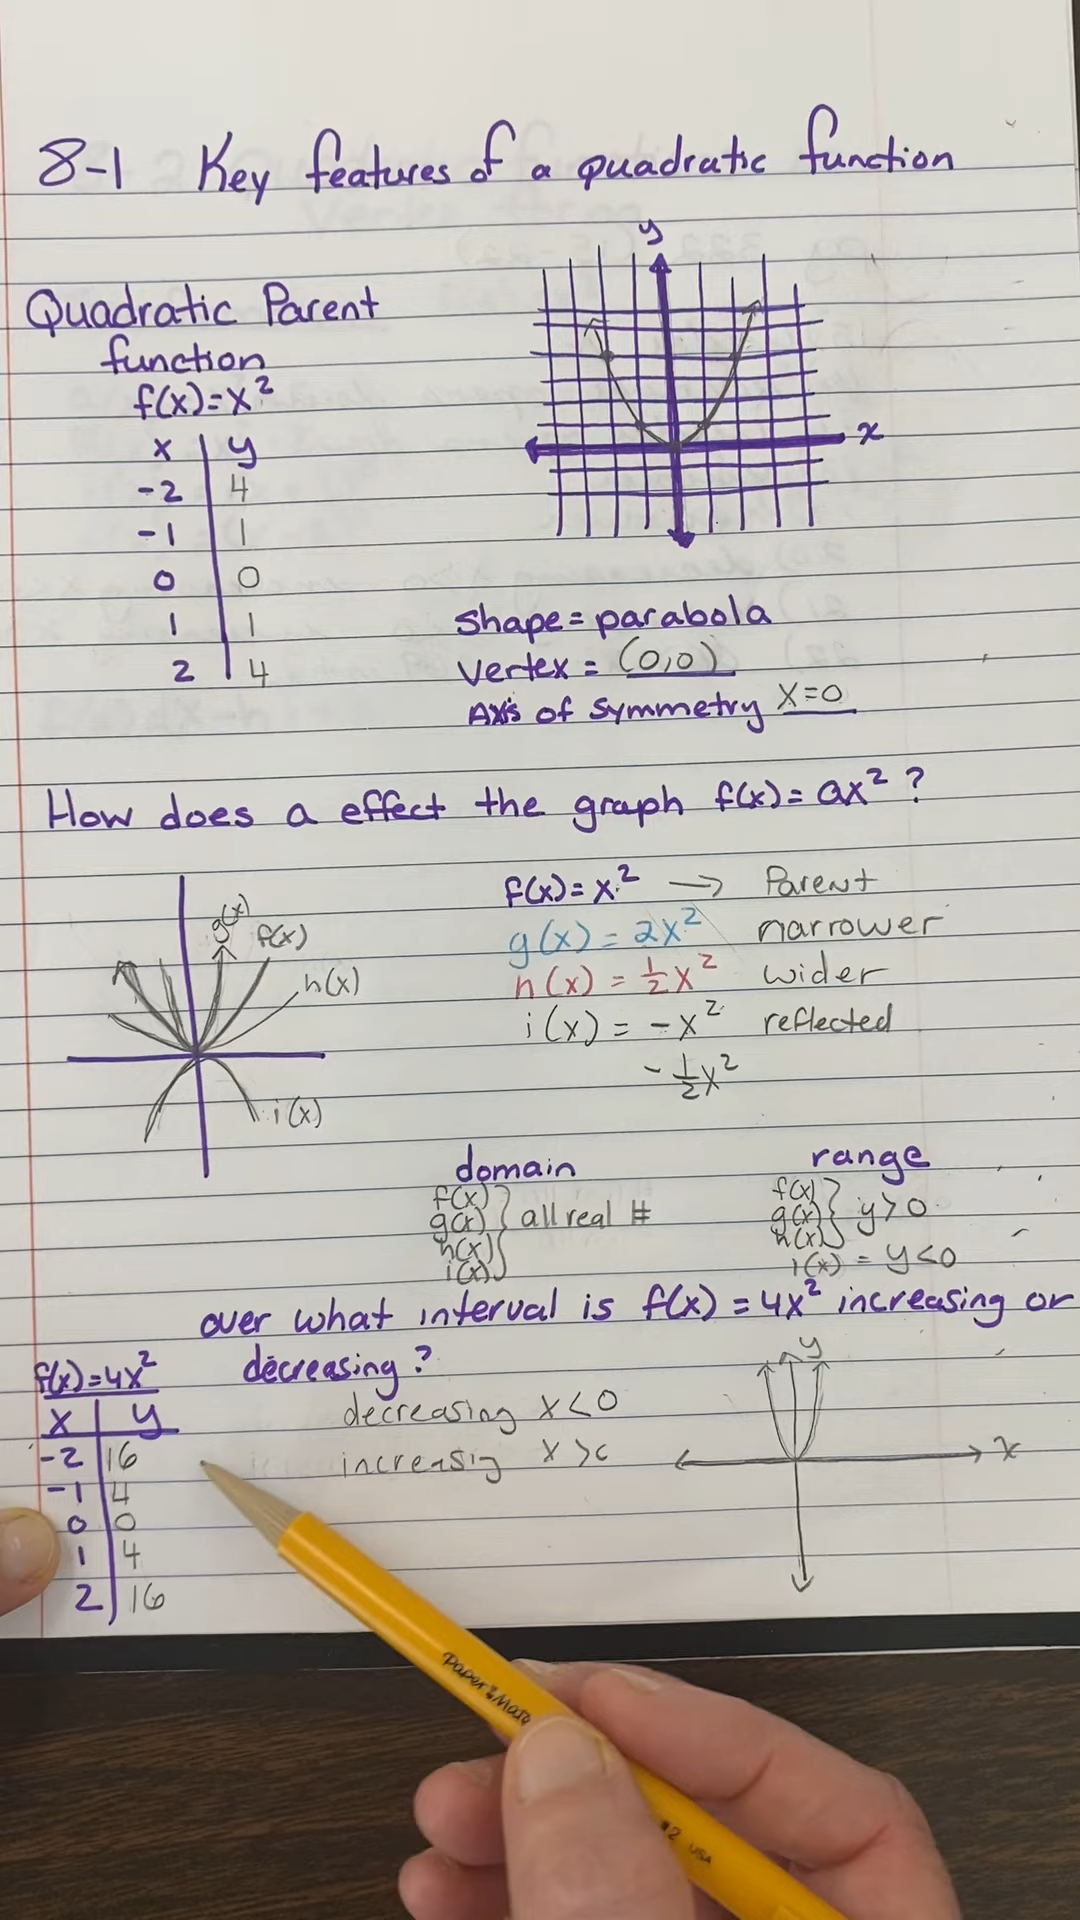 8-1 Key features of a quadratic function
y
x
Quadratic Parent
function
f(x)=x²
x | y
-2 | 4
-1 | 1
0 | 0
1 | 1
2 | 4
Shape = parabola
Vertex = (0,0)
Axis of Symmetry x=0
How does a effect the graph f(x)= ax² ?
g(x)
f(x)
h(x)
i(x)
f(x)= x² → Parent
g(x) = 2x² narrower
h(x) = ½x² wider
i(x) = -x² reflected
-½x²
domain
f(x)
g(x) } all real #
h(x)
i(x)
range
f(x)
g(x) } y>0
h(x)
i(x) = y<0
over what interval is f(x) = 4x² increasing or
decreasing?
f(x)=4x²
x | y
-2 | 16
-1 | 4
0 | 0
1 | 4
2 | 16
decreasing x<0
increasing x>0
y
x
Paper:Mate
#2 USA